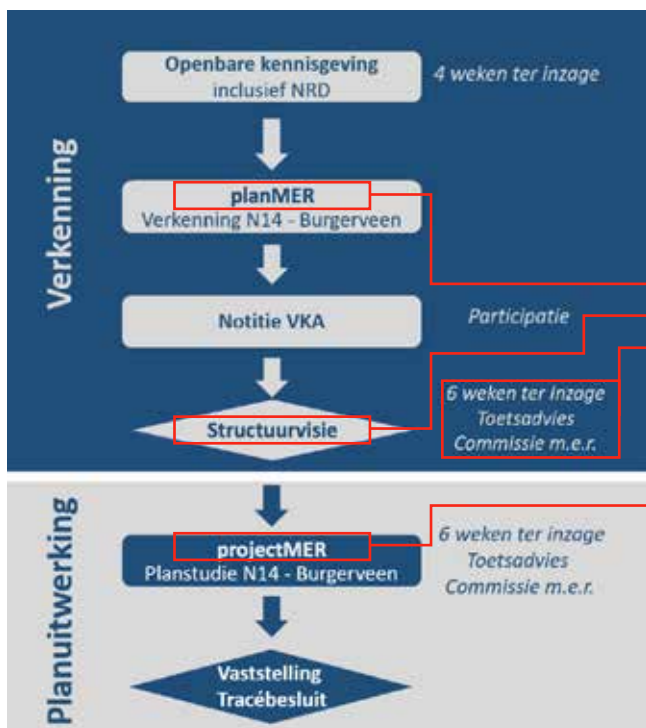 Verkenning
Openbare kennisgeving
inclusief NRD
4 weken ter inzage
planMER
Verkenning N14 - Burgerveen
Notitie VKA
Participatie
Structuurvisie
6 weken ter inzage
Toetsadvies
Commissie m.e.r.
Planuitwerking
projectMER
Planstudie N14 - Burgerveen
6 weken ter inzage
Toetsadvies
Commissie m.e.r.
Vaststelling
Tracébesluit